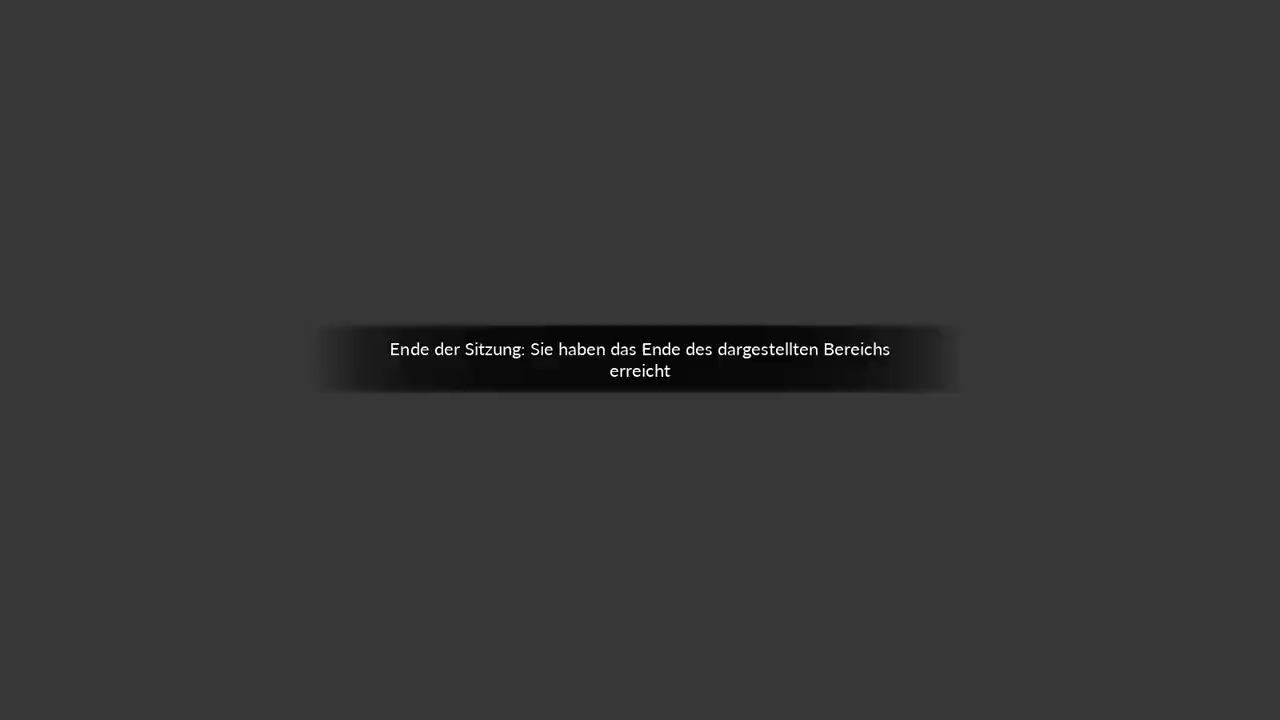 Ende der Sitzung: Sie haben das Ende des dargestellten Bereichs
erreicht